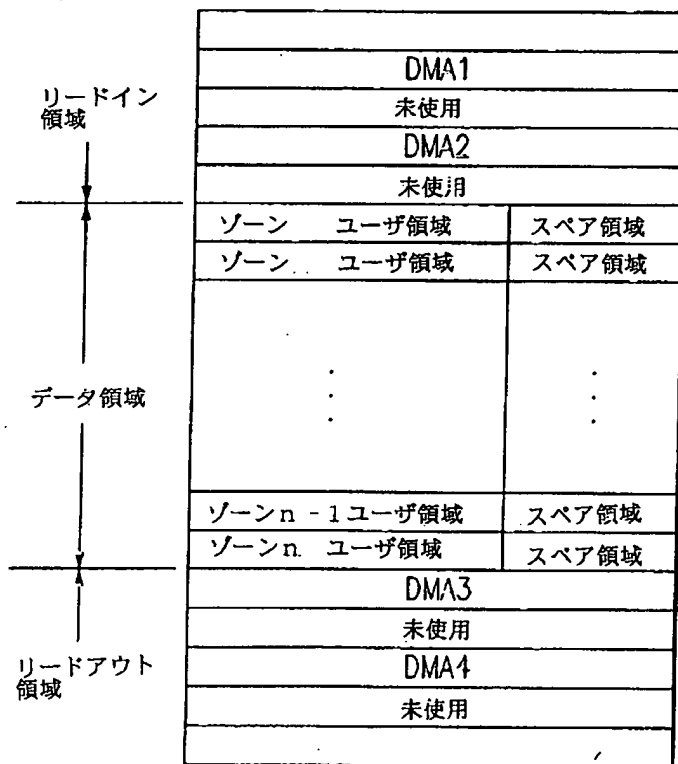 DMA1
リードイン
領域
未使用
DMA2
未使用
ゾーン ユーザ領域 スペア領域
ゾーン ユーザ領域 スペア領域
データ領域
ゾーンn-1ユーザ領域 スペア領域
ゾーンn ユーザ領域 スペア領域
DMA3
未使用
リードアウト
領域
DMA4
未使用